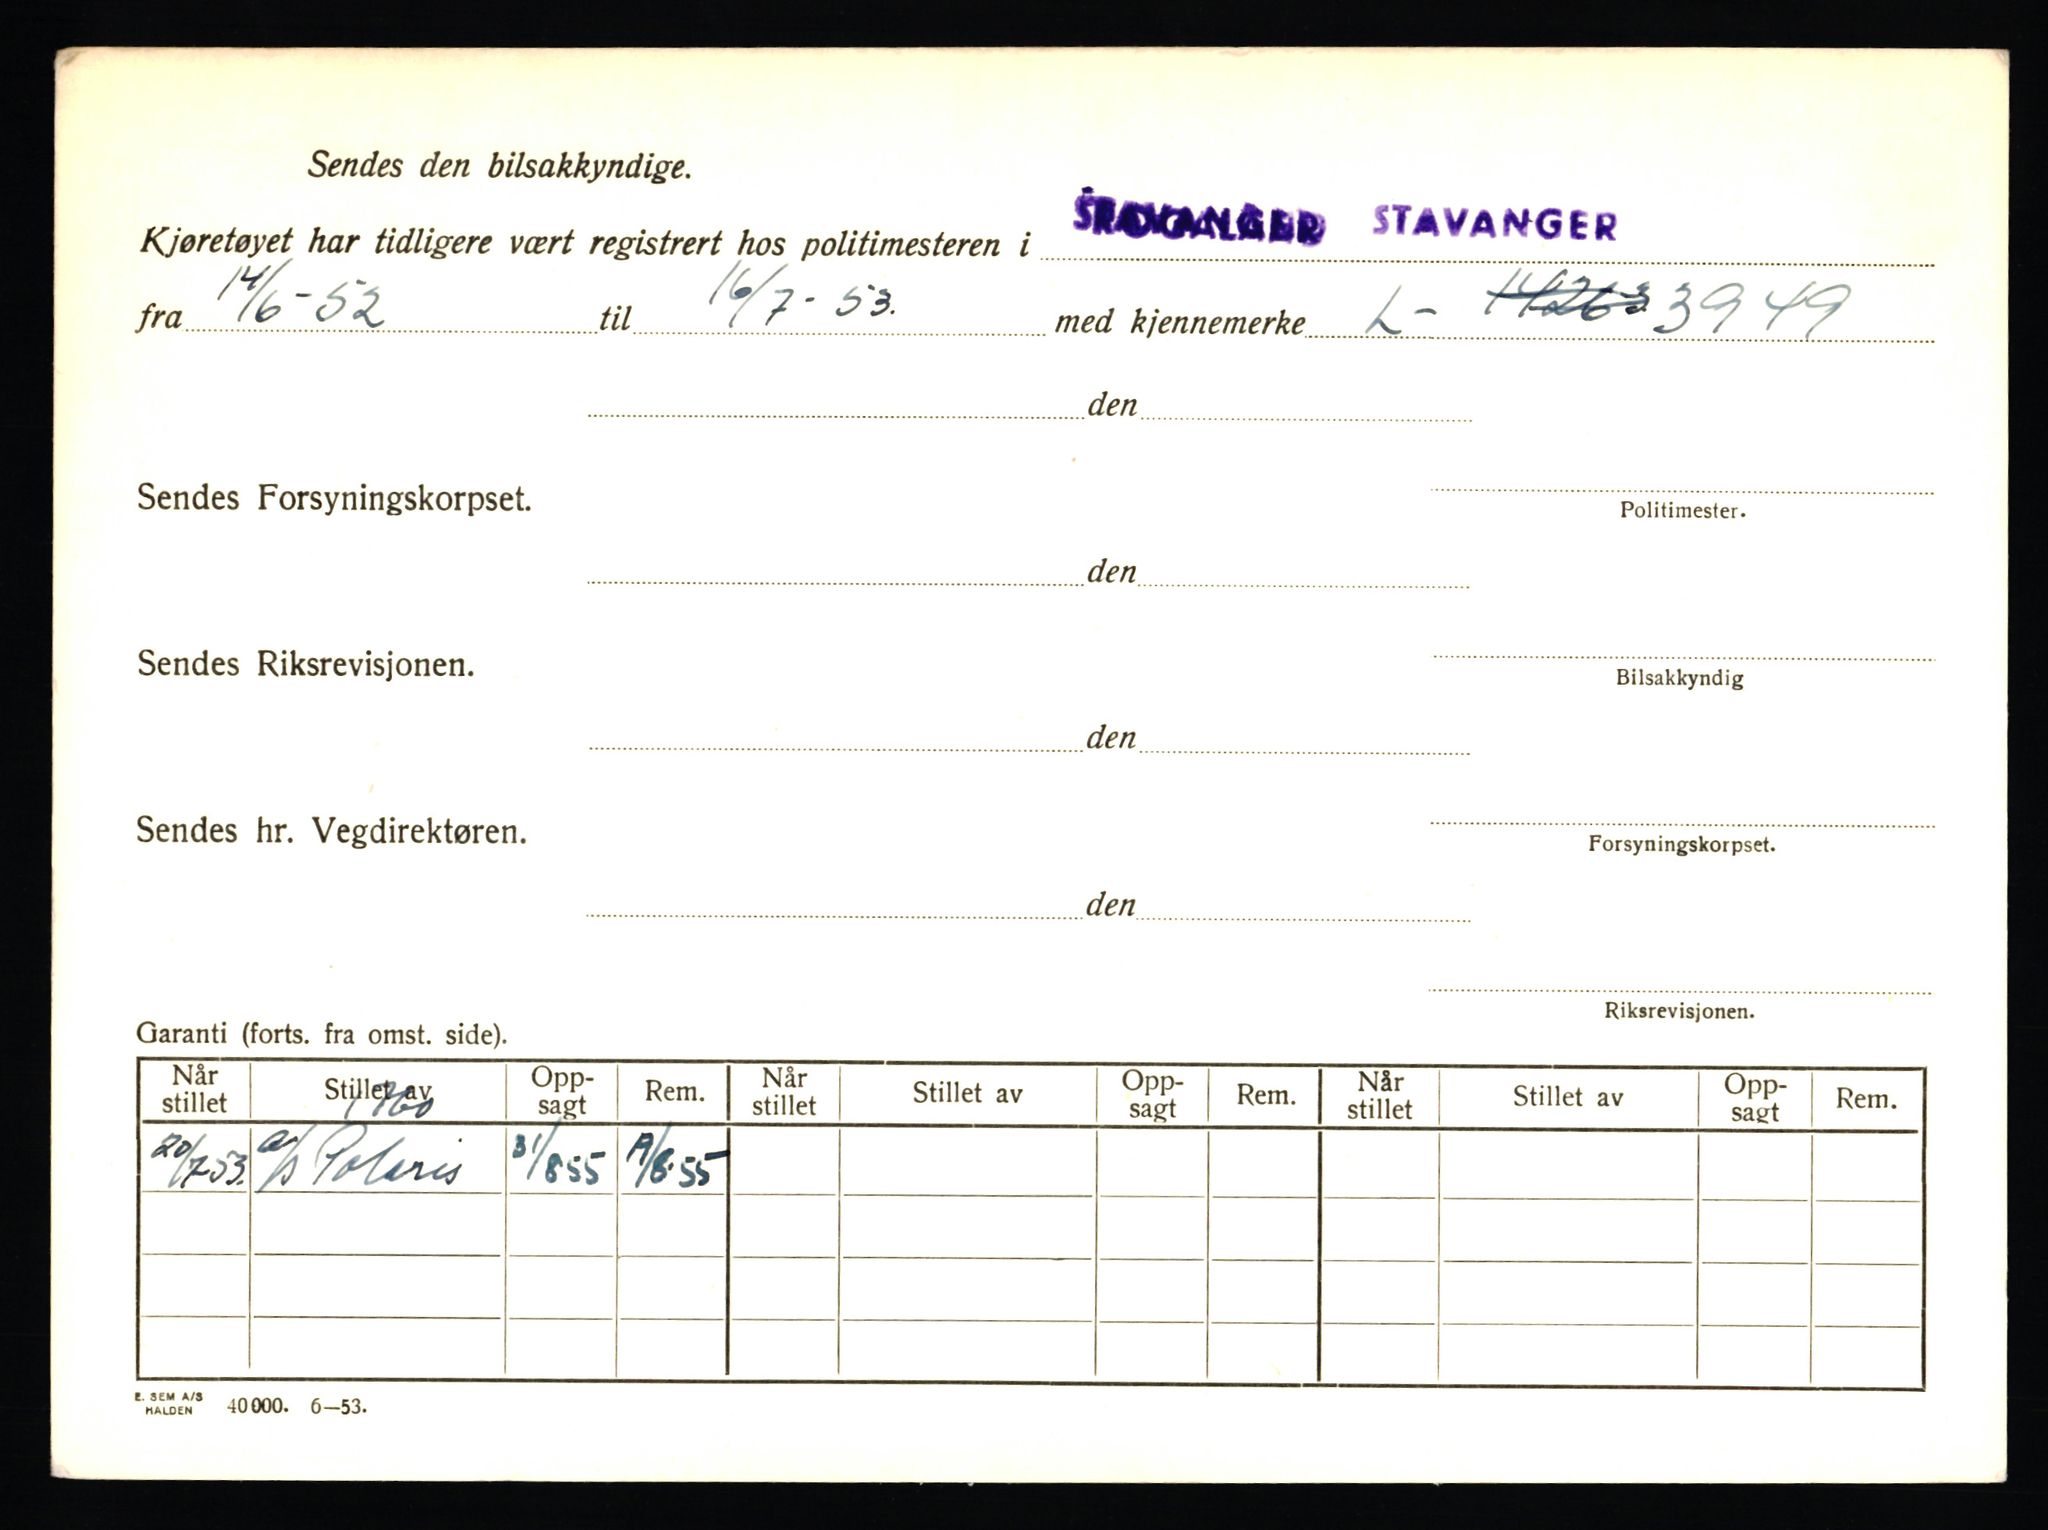 Sendes den bilsakkyndige.
Kjøretøyet har tidligere vært registrert hos politimesteren i STAVANGER
fra 14/6-52 til 16/7-53. med kjennemerke L- 14263 3949
den
Sendes Forsyningskorpset.
Politimester.
den
Sendes Riksrevisjonen.
Bilsakkyndig
den
Sendes hr. Vegdirektøren.
Forsyningskorpset.
den
Riksrevisjonen.
Garanti (forts. fra omst. side).
Når stillet Stillet av Opp-sagt Rem. Når stillet Stillet av Opp-sagt Rem. Når stillet Stillet av Opp-sagt Rem.
20/7 53. a/s Polaris 31/8 55 A/8.55
E. SEM A/S
HALDEN 40000. 6—53.